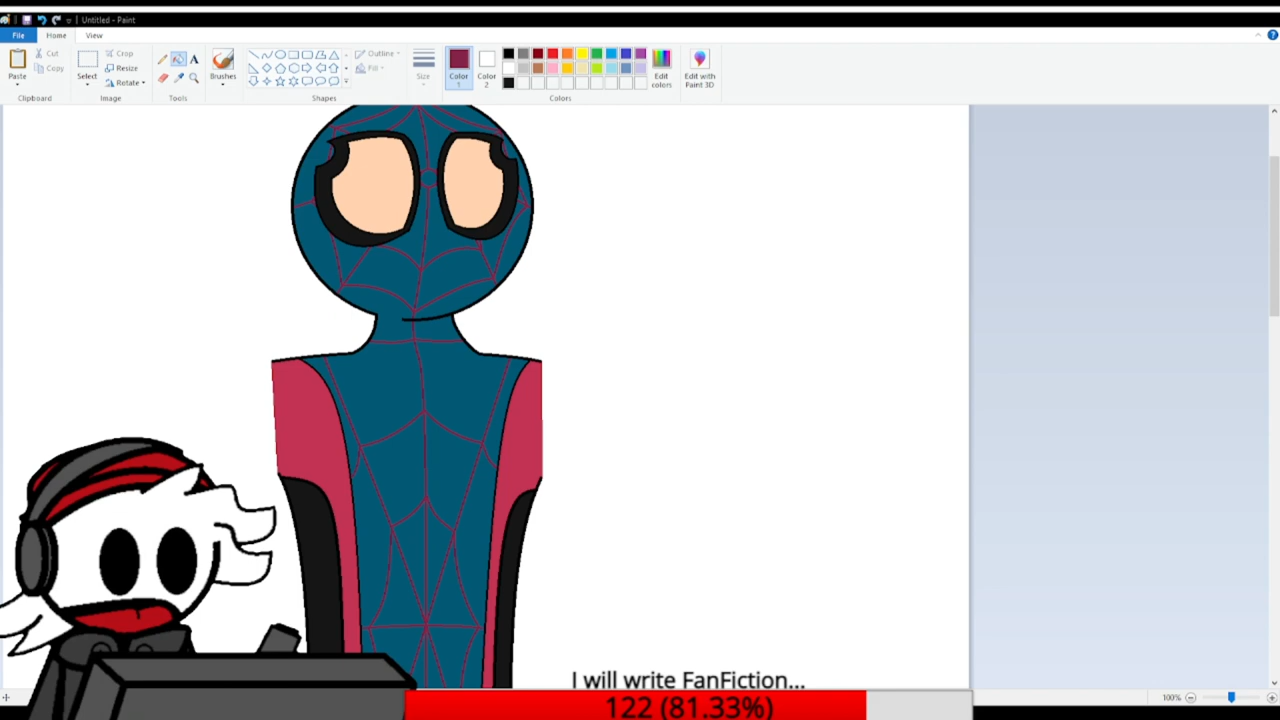 Untitled - Paint
File Home View
Paste
Cut
Copy
Clipboard
Select
Crop
Resize
Rotate
Image
A
Tools
Brushes
Outline
Fill
Shapes
Size
Color 1
Color 2
Edit colors
Colors
Edit with Paint 3D
I will write FanFiction...
122 (81.33%)
100%